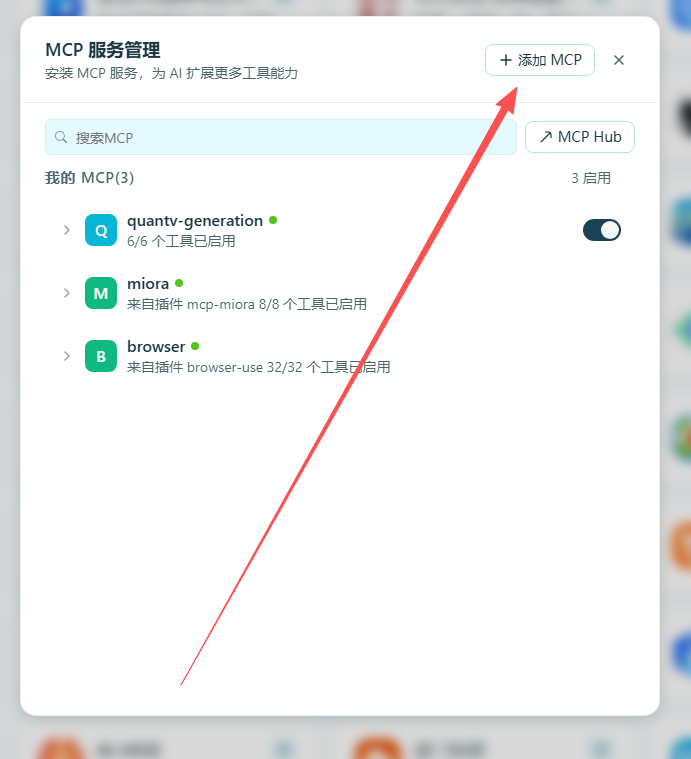 MCP 服务管理
安装 MCP 服务，为 AI 扩展更多工具能力
添加 MCP
搜索MCP
MCP Hub
我的 MCP(3)
3 启用
Q
quantv-generation
6/6 个工具已启用
M
miora
来自插件 mcp-miora 8/8 个工具已启用
B
browser
来自插件 browser-use 32/32 个工具已启用